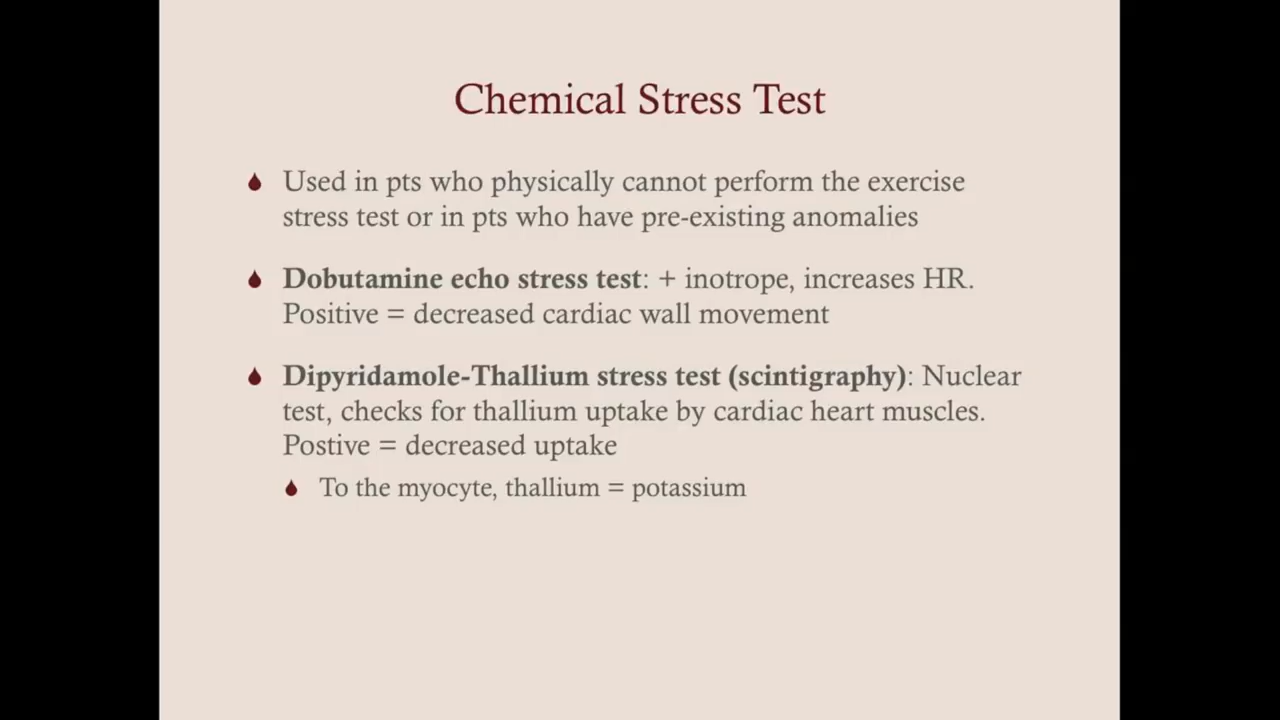 Chemical Stress Test
Used in pts who physically cannot perform the exercise
stress test or in pts who have pre-existing anomalies
Dobutamine echo stress test: + inotrope, increases HR.
Positive = decreased cardiac wall movement
Dipyridamole-Thallium stress test (scintigraphy): Nuclear
test, checks for thallium uptake by cardiac heart muscles.
Postive = decreased uptake
To the myocyte, thallium = potassium